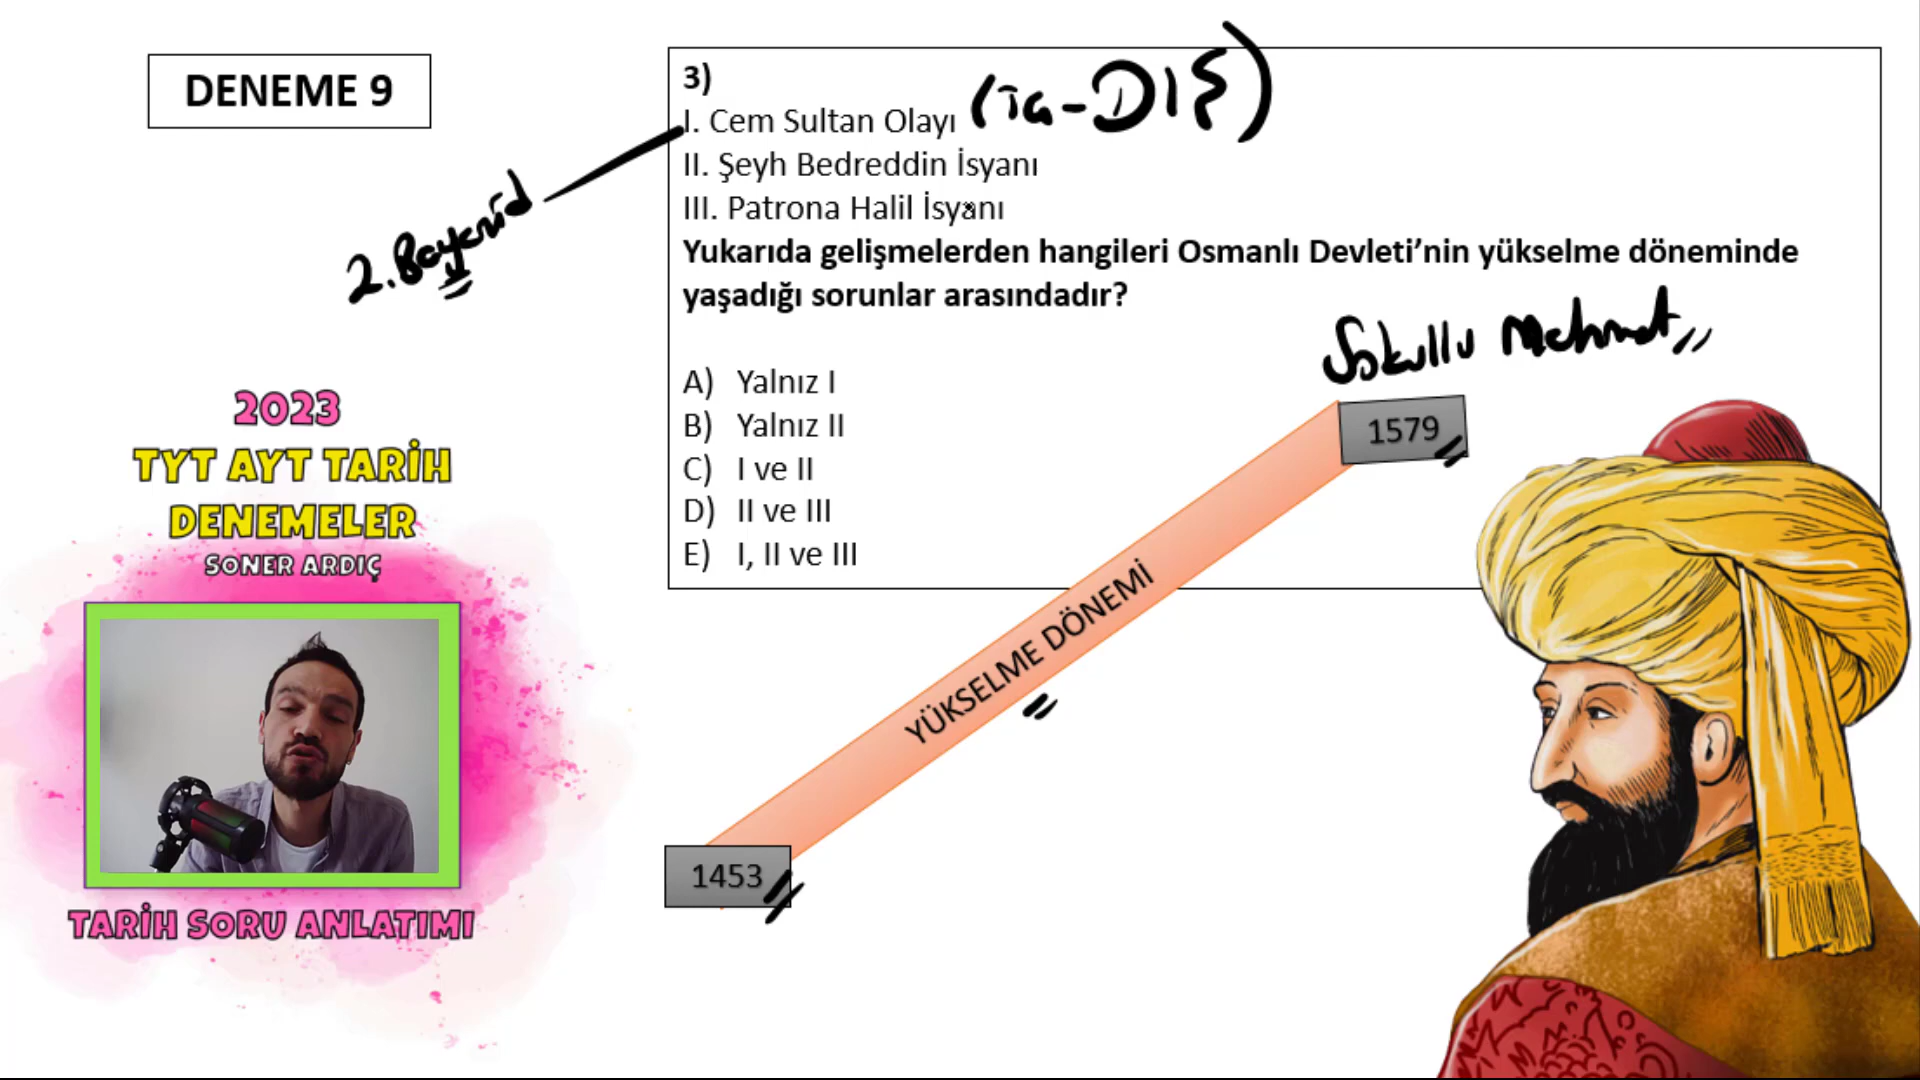 DENEME 9
3)
I. Cem Sultan Olayı (İç-DIŞ)
II. Şeyh Bedreddin İsyanı
III. Patrona Halil İsyanı
Yukarıda gelişmelerden hangileri Osmanlı Devleti’nin yükselme döneminde
yaşadığı sorunlar arasındadır?
A) Yalnız I
B) Yalnız II
C) I ve II
D) II ve III
E) I, II ve III
2. Bayezid
Sokullu Mehmet
1579
YÜKSELME DÖNEMİ
1453
2023
TYT AYT TARİH
DENEMELER
SONER ARDIÇ
TARİH SORU ANLATIMI